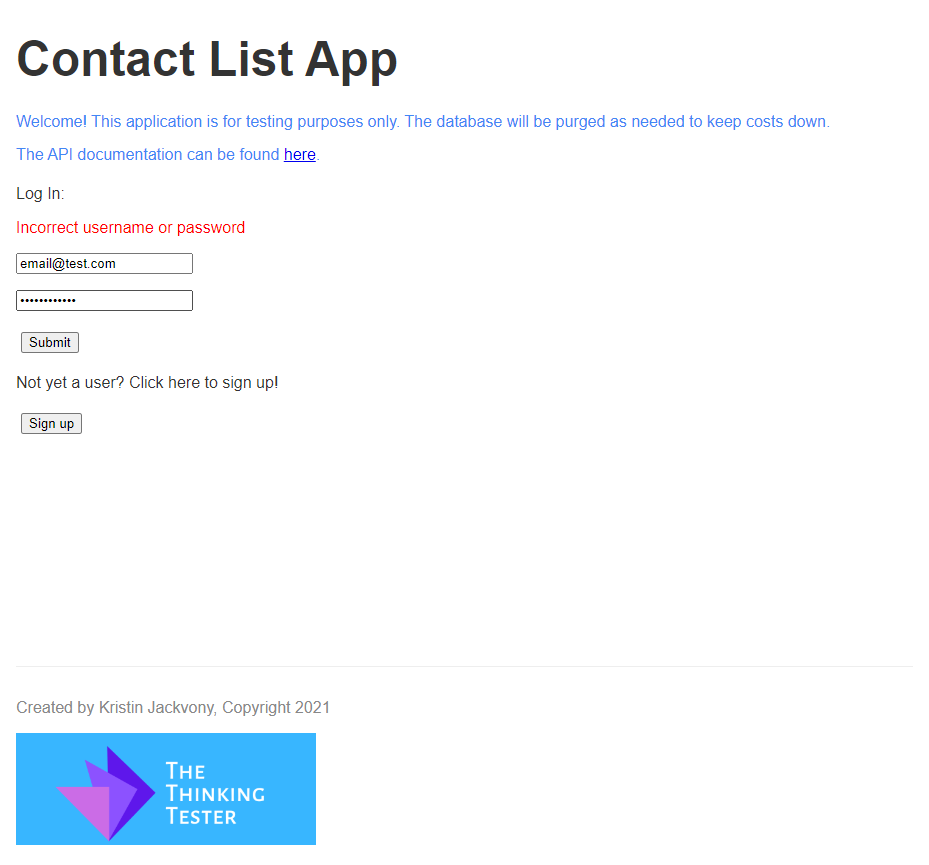 Contact List App
Welcome! This application is for testing purposes only. The database will be purged as needed to keep costs down.
The API documentation can be found here.
Log In:
Incorrect username or password
email@test.com
••••••••••••
Submit
Not yet a user? Click here to sign up!
Sign up
Created by Kristin Jackvony, Copyright 2021
THE
THINKING
TESTER